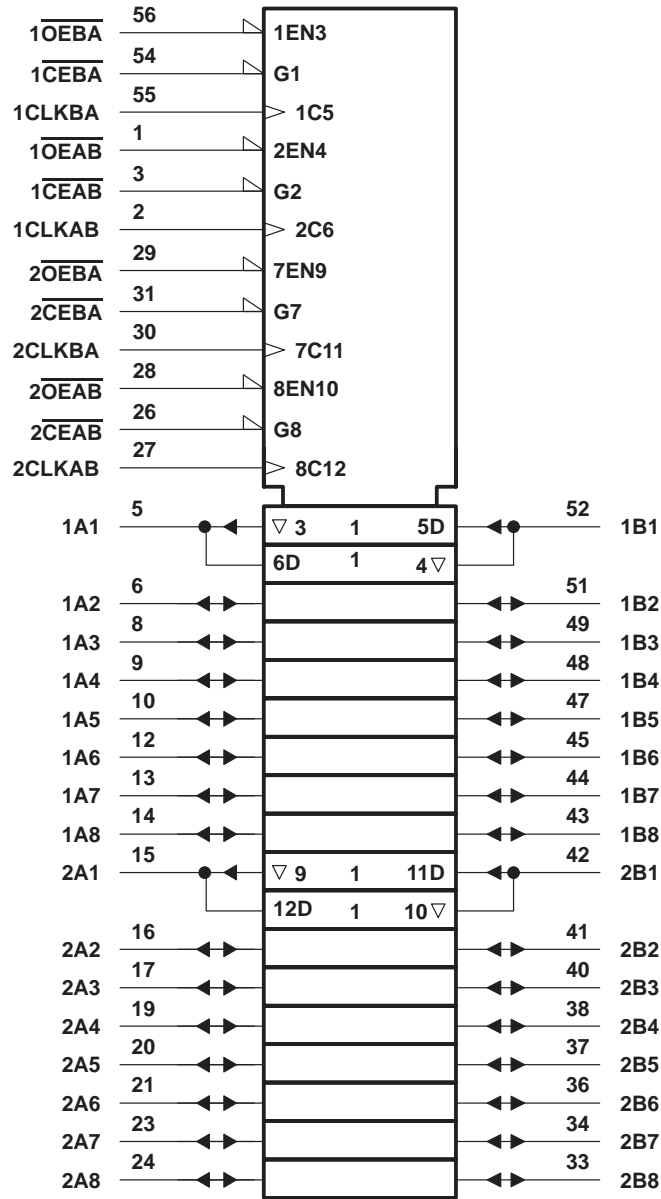 1OEBA 56 1EN3
1CEBA 54 G1
1CLKBA 55 1C5
1OEAB 1 2EN4
1CEAB 3 G2
1CLKAB 2 2C6
2OEBA 29 7EN9
2CEBA 31 G7
2CLKBA 30 7C11
2OEAB 28 8EN10
2CEAB 26 G8
2CLKAB 27 8C12
1A1 5 ▽ 3 1 5D 52 1B1
6D 1 4 ▽
1A2 6 51 1B2
1A3 8 49 1B3
1A4 9 48 1B4
1A5 10 47 1B5
1A6 12 45 1B6
1A7 13 44 1B7
1A8 14 43 1B8
2A1 15 ▽ 9 1 11D 42 2B1
12D 1 10 ▽
2A2 16 41 2B2
2A3 17 40 2B3
2A4 19 38 2B4
2A5 20 37 2B5
2A6 21 36 2B6
2A7 23 34 2B7
2A8 24 33 2B8